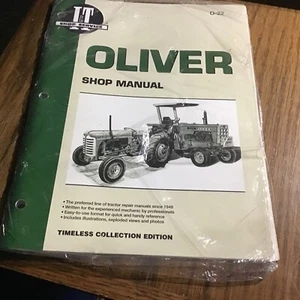 I&T
SHOP SERVICE
O-22
OLIVER
SHOP MANUAL
•The preferred line of tractor repair manuals since 1948
•Written for the experienced mechanic by professionals
•Easy-to-use format for quick and handy reference
•Includes illustrations, exploded views and photos
TIMELESS COLLECTION EDITION